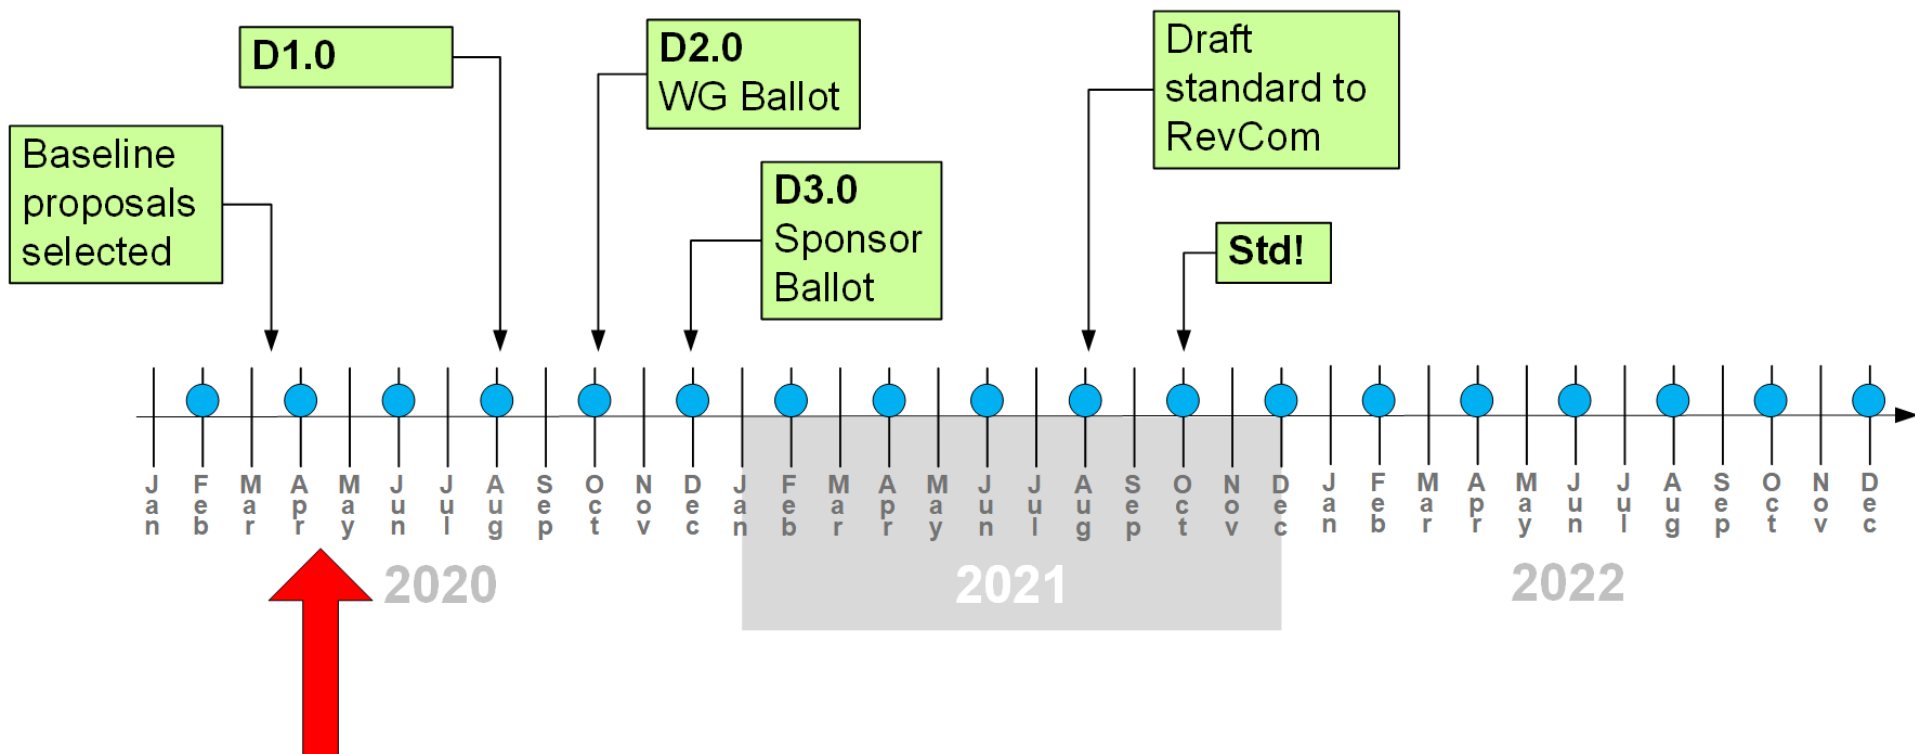 D1.0
D2.0
WG Ballot
Draft
standard to
RevCom
Baseline
proposals
selected
D3.0
Sponsor
Ballot
Std!
Jan Feb Mar Apr May Jun Jul Aug Sep Oct Nov Dec Jan Feb Mar Apr May Jun Jul Aug Sep Oct Nov Dec Jan Feb Mar Apr May Jun Jul Aug Sep Oct Nov Dec
2020 2021 2022